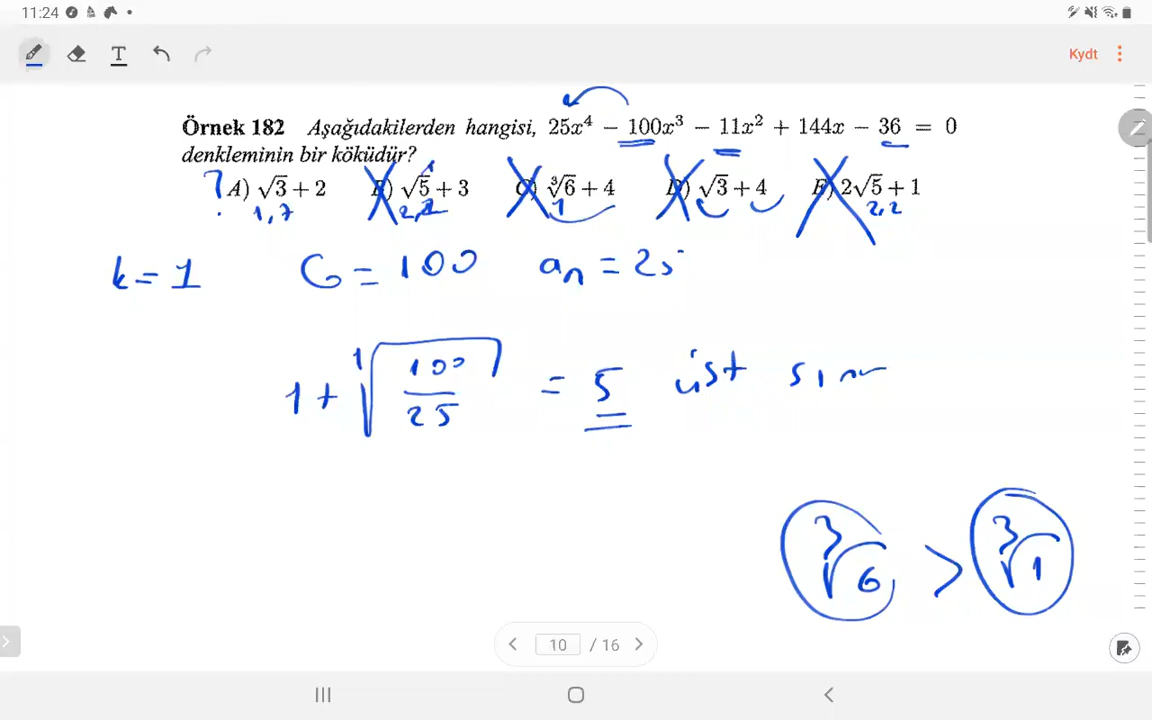 11:24
T
Kydt
Örnek 182 Aşağıdakilerden hangisi, 25x⁴ − 100x³ − 11x² + 144x − 36 = 0
denkleminin bir köküdür?
? A) √3 + 2 B) √5 + 3 C) ∛6 + 4 D) √3 + 4 E) 2√5 + 1
1,7 2,2 1 2,2
k = 1 G = 100 aₙ = 25
1 + ¹√(100/25) = 5 üst sınır
∛6 > ∛1
10 / 16